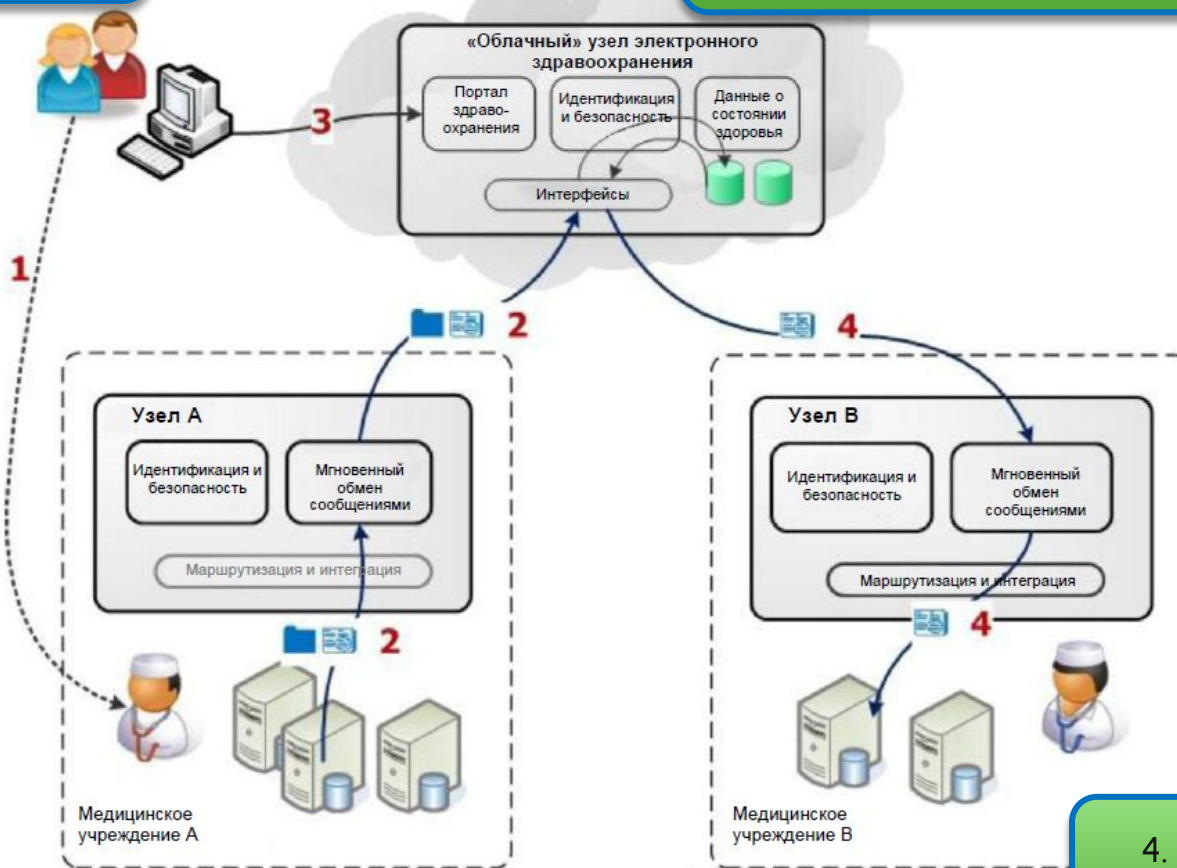 «Облачный» узел электронного
здравоохранения
Портал
здраво-
охранения
Идентификация
и безопасность
Данные о
состоянии
здоровья
3
Интерфейсы
1
2
4
Узел А
Идентификация и
безопасность
Мгновенный
обмен
сообщениями
Маршрутизация и интеграция
2
Медицинское
учреждение А
Узел В
Идентификация и
безопасность
Мгновенный
обмен
сообщениями
Маршрутизация и интеграция
4
Медицинское
учреждение В
4.